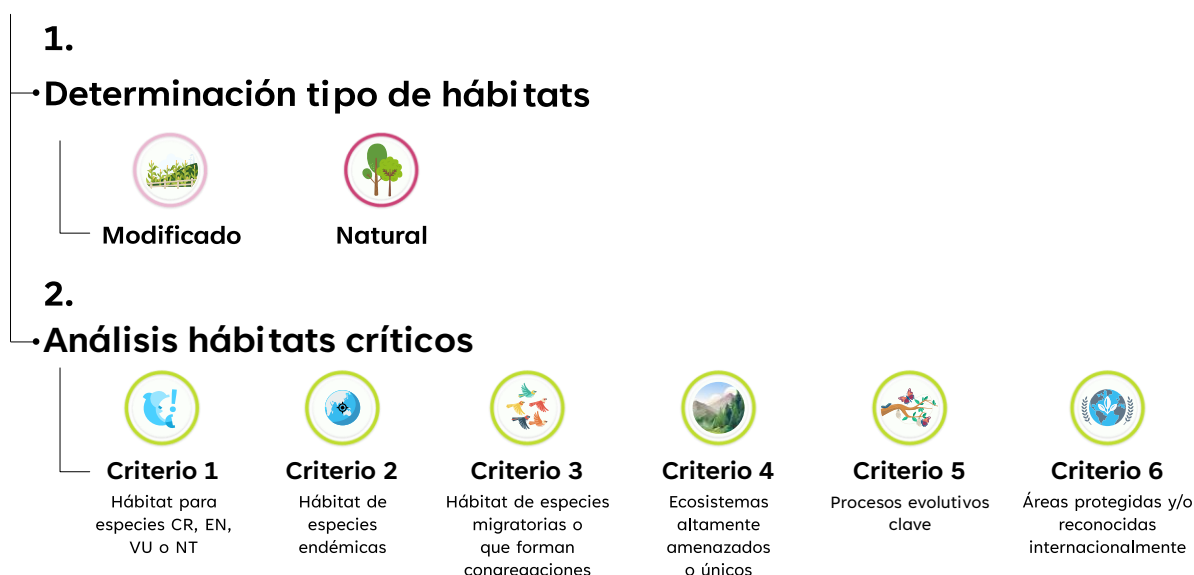 1.
Determinación tipo de hábitats
Modificado
Natural
2.
Análisis hábitats críticos
Criterio 1
Hábitat para
especies CR, EN,
VU o NT
Criterio 2
Hábitat de
especies
endémicas
Criterio 3
Hábitat de especies
migratorias o
que forman
congregaciones
Criterio 4
Ecosistemas
altamente
amenazados
o únicos
Criterio 5
Procesos evolutivos
clave
Criterio 6
Áreas protegidas y/o
reconocidas
internacionalmente